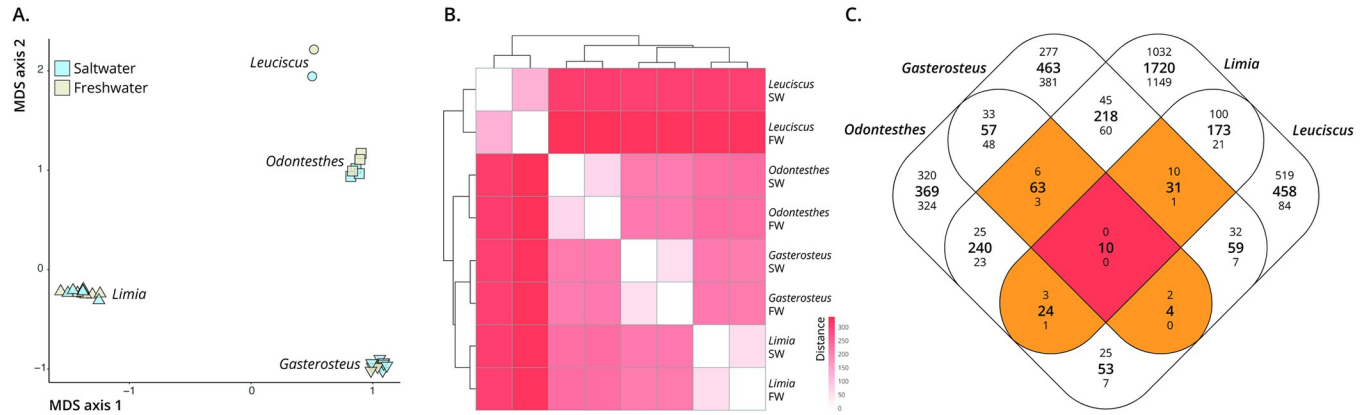 A.
MDS axis 2
Saltwater
Freshwater
Leuciscus
Odontesthes
Limia
Gasterosteus
2
1
0
−1
−1
0
1
MDS axis 1
B.
Leuciscus
SW
Leuciscus
FW
Odontesthes
SW
Odontesthes
FW
Gasterosteus
SW
Gasterosteus
FW
Limia
SW
Limia
FW
Distance
300
250
200
150
100
50
0
C.
Gasterosteus
Limia
Odontesthes
Leuciscus
277
463
381
1032
1720
1149
33
57
48
45
218
60
100
173
21
320
369
324
6
63
3
10
31
1
519
458
84
25
240
23
0
10
0
32
59
7
3
24
1
2
4
0
25
53
7